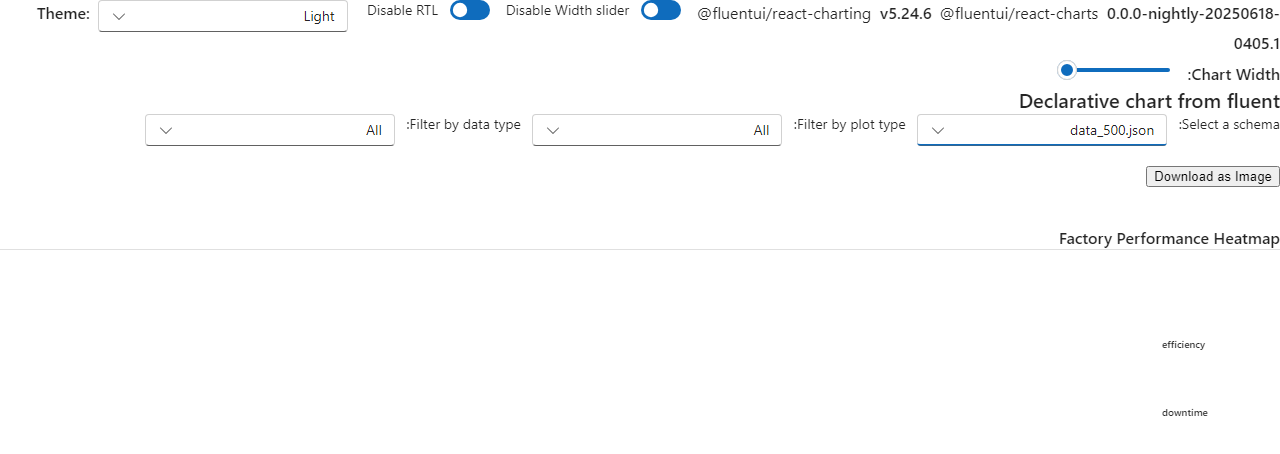 Theme: Light Disable RTL Disable Width slider @fluentui/react-charting v5.24.6 @fluentui/react-charts 0.0.0-nightly-20250618-
0405.1
:Chart Width
Declarative chart from fluent
:Select a schema data_500.json :Filter by plot type All :Filter by data type All
Download as Image
Factory Performance Heatmap
efficiency
downtime